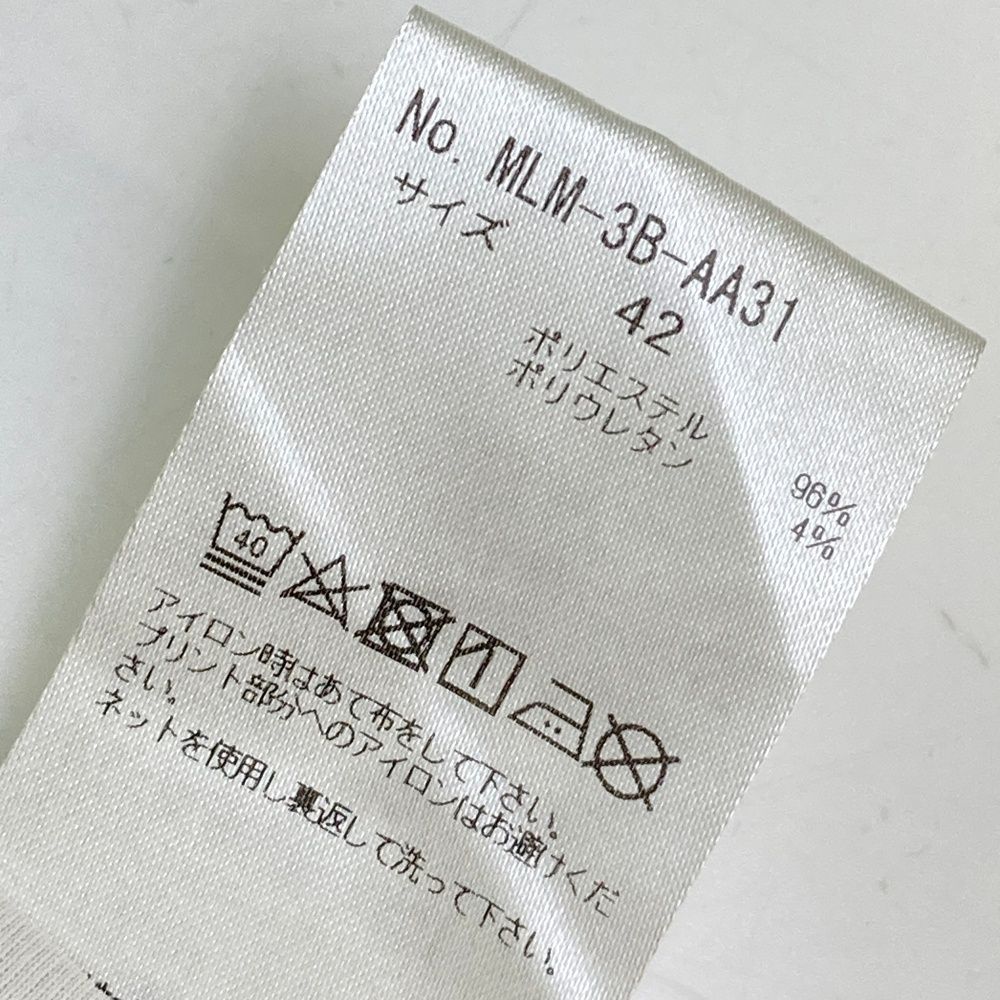 No. MLM-3B-AA31
サイズ 42
ポリエステル 96%
ポリウレタン 4%
40
アイロン時はあて布をして下さい。
プリント部分へのアイロンはお避けくだ
さい。
ネットを使用し裏返して洗って下さい。